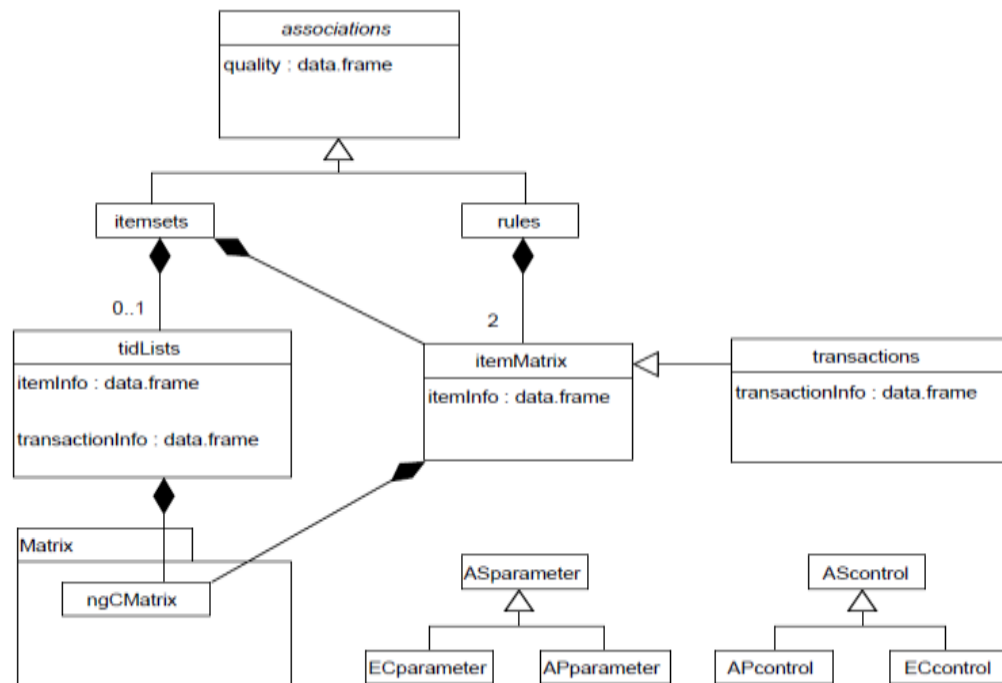 associations
quality : data.frame
itemsets
rules
0..1
2
tidLists
itemInfo : data.frame
transactionInfo : data.frame
itemMatrix
itemInfo : data.frame
transactions
transactionInfo : data.frame
Matrix
ngCMatrix
ASparameter
AScontrol
ECparameter
APparameter
APcontrol
ECcontrol